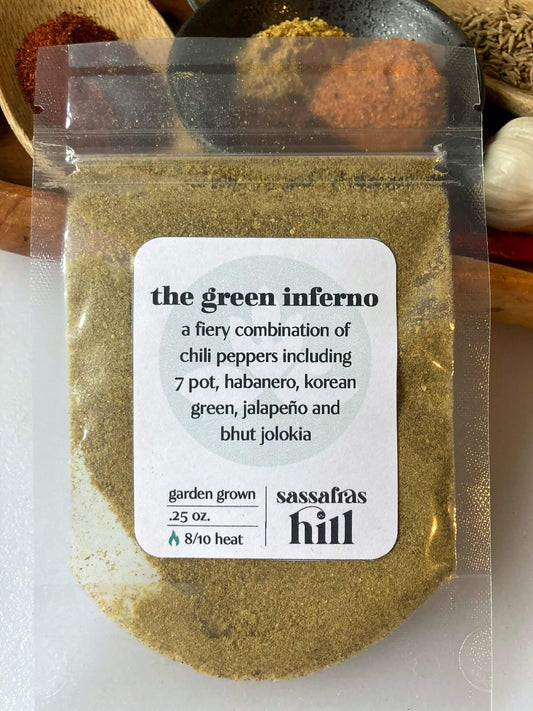 the green inferno
a fiery combination of
chili peppers including
7 pot, habanero, korean
green, jalapeño and
bhut jolokia
garden grown
.25 oz.
8/10 heat
sassafras
hill